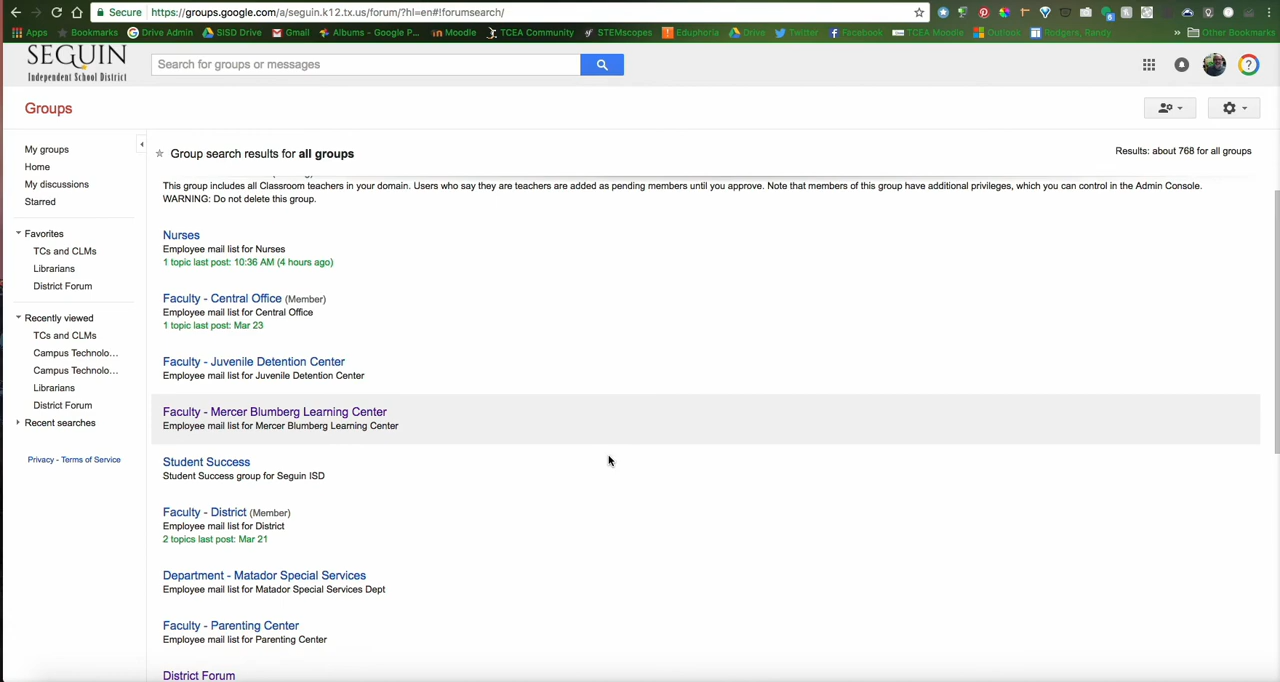 Secure https://groups.google.com/a/seguin.k12.tx.us/forum/?hl=en#!forumsearch/
Apps Bookmarks Drive Admin SISD Drive Gmail Albums - Google P... Moodle TCEA Community STEMscopes Eduphoria Drive Twitter Facebook TCEA Moodle Outlook Rodgers, Randy » Other Bookmarks
SEGUIN
Independent School District
Search for groups or messages
Groups
My groups
Home
My discussions
Starred
Favorites
TCs and CLMs
Librarians
District Forum
Recently viewed
TCs and CLMs
Campus Technolo...
Campus Technolo...
Librarians
District Forum
Recent searches
Privacy - Terms of Service
Group search results for all groups
Results: about 768 for all groups
This group includes all Classroom teachers in your domain. Users who say they are teachers are added as pending members until you approve. Note that members of this group have additional privileges, which you can control in the Admin Console.
WARNING: Do not delete this group.
Nurses
Employee mail list for Nurses
1 topic last post: 10:36 AM (4 hours ago)
Faculty - Central Office (Member)
Employee mail list for Central Office
1 topic last post: Mar 23
Faculty - Juvenile Detention Center
Employee mail list for Juvenile Detention Center
Faculty - Mercer Blumberg Learning Center
Employee mail list for Mercer Blumberg Learning Center
Student Success
Student Success group for Seguin ISD
Faculty - District (Member)
Employee mail list for District
2 topics last post: Mar 21
Department - Matador Special Services
Employee mail list for Matador Special Services Dept
Faculty - Parenting Center
Employee mail list for Parenting Center
District Forum